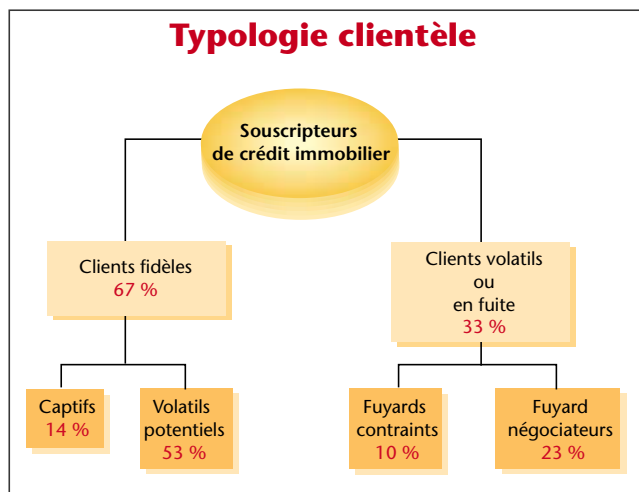 Typologie clientèle
Souscripteurs
de crédit immobilier
Clients fidèles
67 %
Clients volatils
ou
en fuite
33 %
Captifs
14 %
Volatils
potentiels
53 %
Fuyards
contraints
10 %
Fuyard
négociateurs
23 %